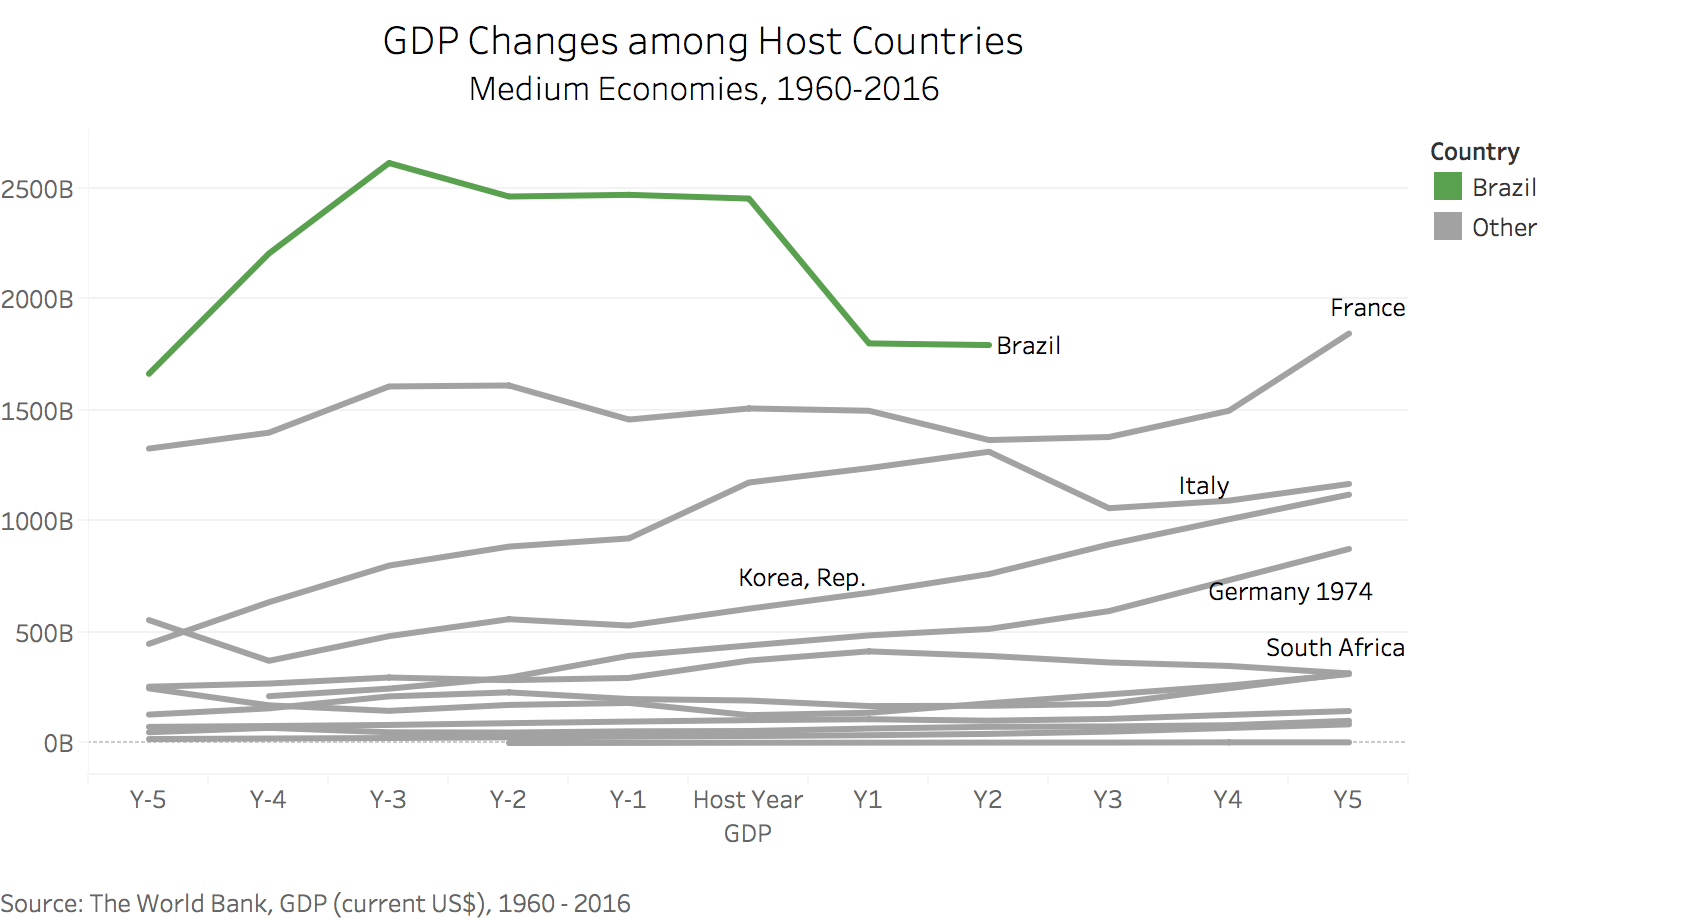 GDP Changes among Host Countries
Medium Economies, 1960-2016
Country
Brazil
Other
2500B
2000B
1500B
1000B
500B
0B
France
Brazil
Italy
Korea, Rep.
Germany 1974
South Africa
Y-5 Y-4 Y-3 Y-2 Y-1 Host Year Y1 Y2 Y3 Y4 Y5
GDP
Source: The World Bank, GDP (current US$), 1960 - 2016